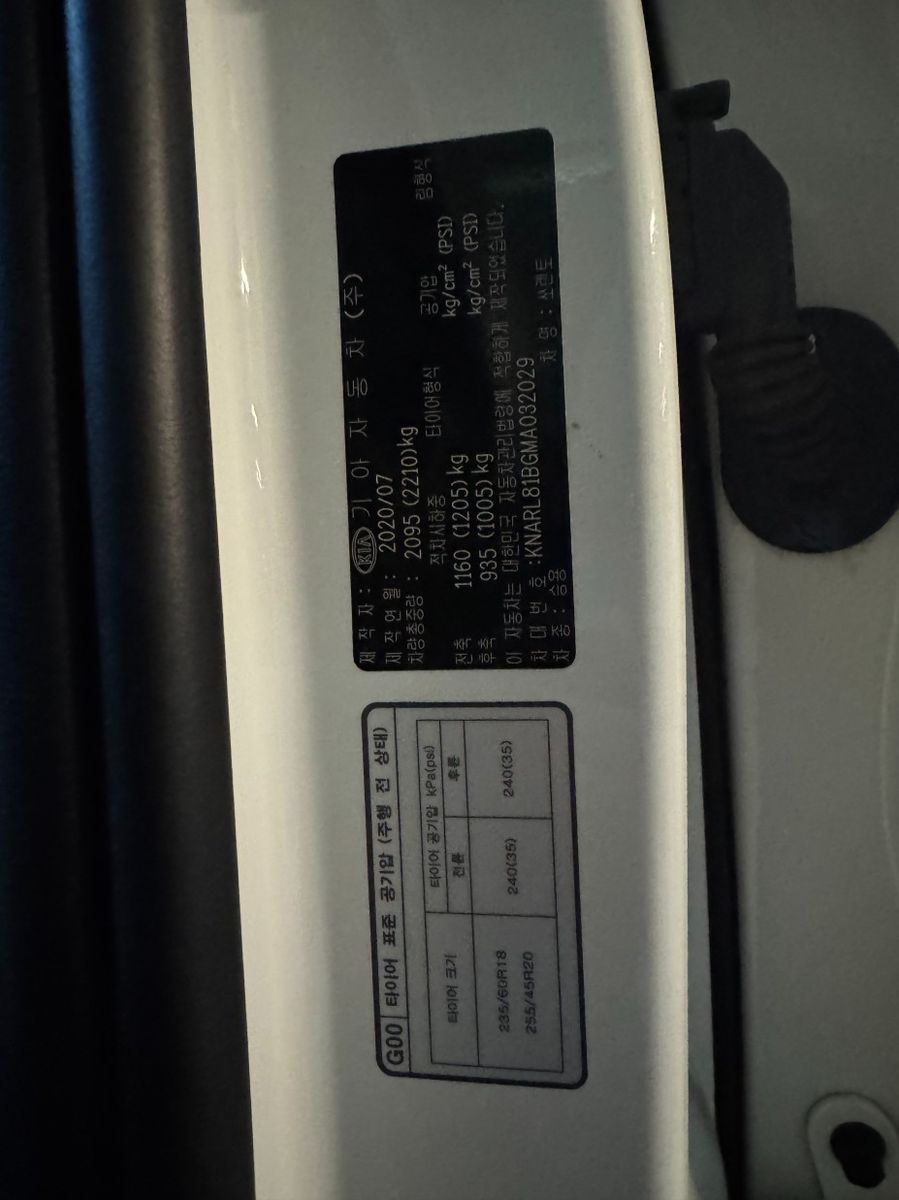 제 작 자 : KIA 기 아 자 동 차 (주)
제 작 연 월 : 2020/07
차량총중량 : 2095 (2210)kg
적차시하중 타이어형식 공기압 림형식
전축 1160 (1205)kg kg/cm² (PSI)
후축 935 (1005)kg kg/cm² (PSI)
이 자동차는 대한민국 자동차관리법령에 적합하게 제작되었습니다.
차 대 번 호 :KNARL81BGMA032029
차 종 : 승용 차 명 : 쏘렌토
G00 타이어 표준 공기압 (주행 전 상태)
타이어 크기 타이어 공기압 kPa(psi)
전륜 후륜
235/60R18 240(35) 240(35)
255/45R20